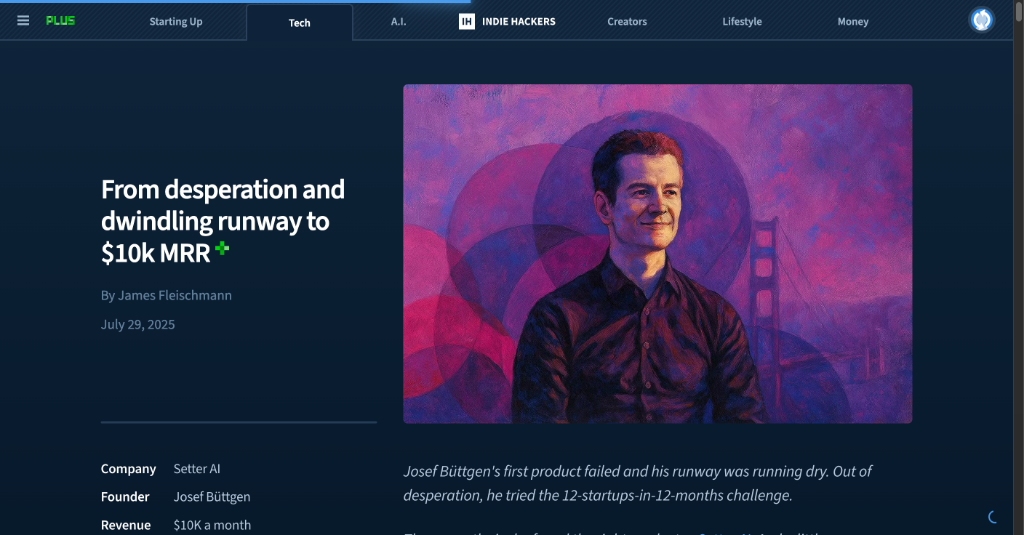 PLUS
Starting Up
Tech
A.I.
IH INDIE HACKERS
Creators
Lifestyle
Money
From desperation and
dwindling runway to
$10k MRR
By James Fleischmann
July 29, 2025
Company Setter AI
Founder Josef Büttgen
Revenue $10K a month
Josef Büttgen's first product failed and his runway was running dry. Out of
desperation, he tried the 12-startups-in-12-months challenge.